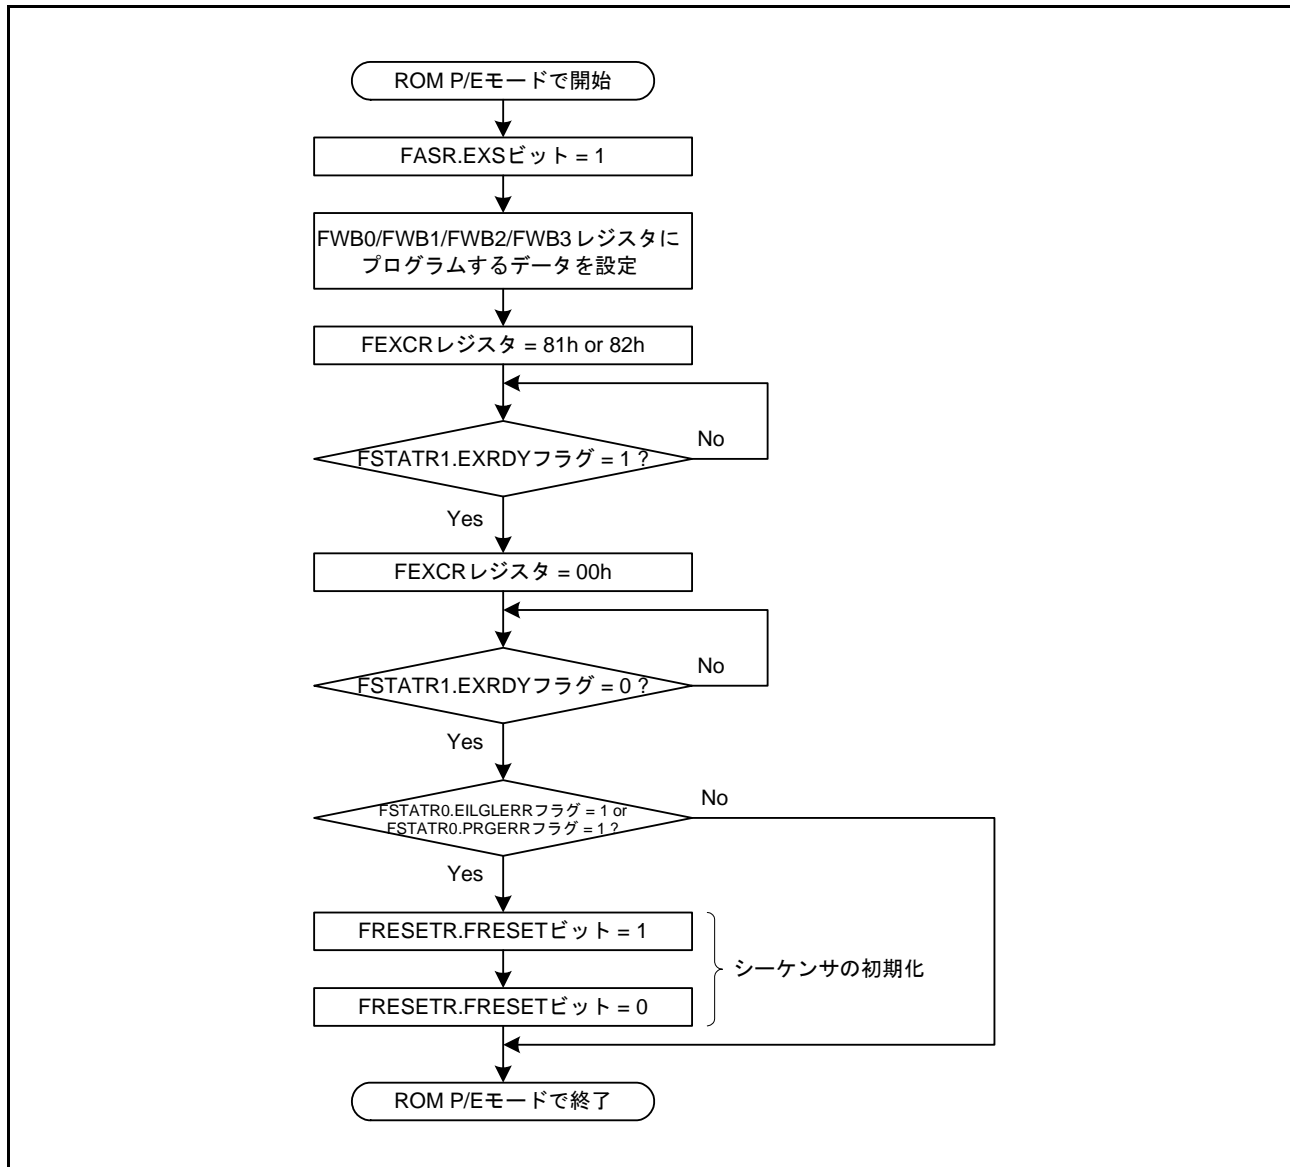 ROM P/Eモードで開始
FASR.EXSビット = 1
FWB0/FWB1/FWB2/FWB3レジスタに
プログラムするデータを設定
FEXCRレジスタ = 81h or 82h
FSTATR1.EXRDYフラグ = 1 ?
No
Yes
FEXCRレジスタ = 00h
FSTATR1.EXRDYフラグ = 0 ?
No
Yes
FSTATR0.EILGLERRフラグ = 1 or
FSTATR0.PRGERRフラグ = 1 ?
No
Yes
FRESETR.FRESETビット = 1
FRESETR.FRESETビット = 0
シーケンサの初期化
ROM P/Eモードで終了